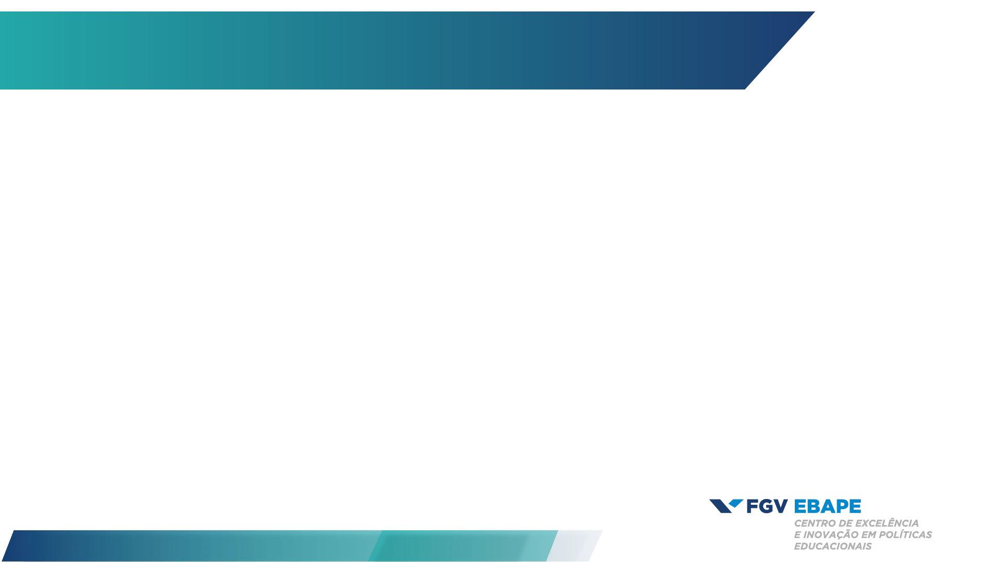 FGV EBAPE
CENTRO DE EXCELÊNCIA
E INOVAÇÃO EM POLÍTICAS
EDUCACIONAIS